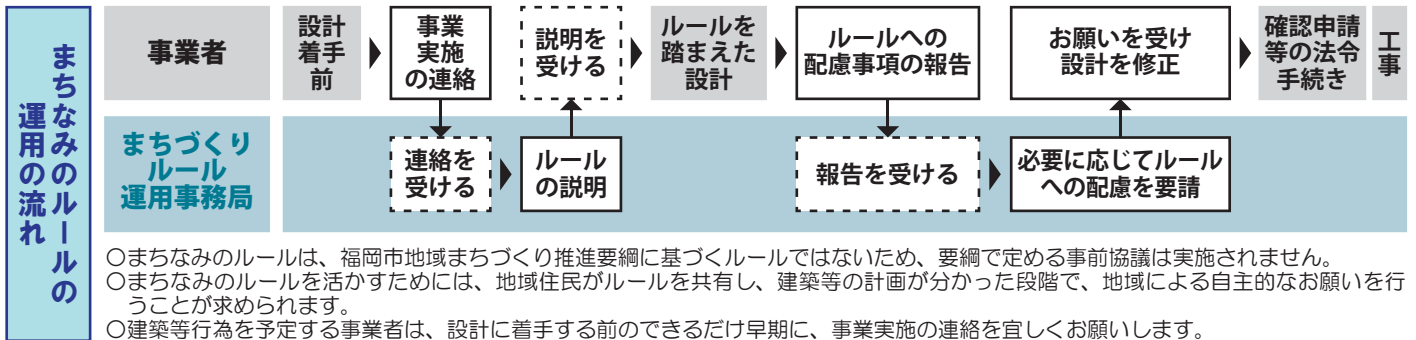 まちなみのルールの
運用の流れ
事業者
設計
着手
前
事業
実施
の連絡
説明を
受ける
ルールを
踏まえた
設計
ルールへの
配慮事項の報告
お願いを受け
設計を修正
確認申請
等の法令
手続き
工事
まちづくり
ルール
運用事務局
連絡を
受ける
ルール
の説明
報告を受ける
必要に応じてルール
への配慮を要請
○まちなみのルールは、福岡市地域まちづくり推進要綱に基づくルールではないため、要綱で定める事前協議は実施されません。
○まちなみのルールを活かすためには、地域住民がルールを共有し、建築等の計画が分かった段階で、地域による自主的なお願いを行
うことが求められます。
○建築等行為を予定する事業者は、設計に着手する前のできるだけ早期に、事業実施の連絡を宜しくお願いします。